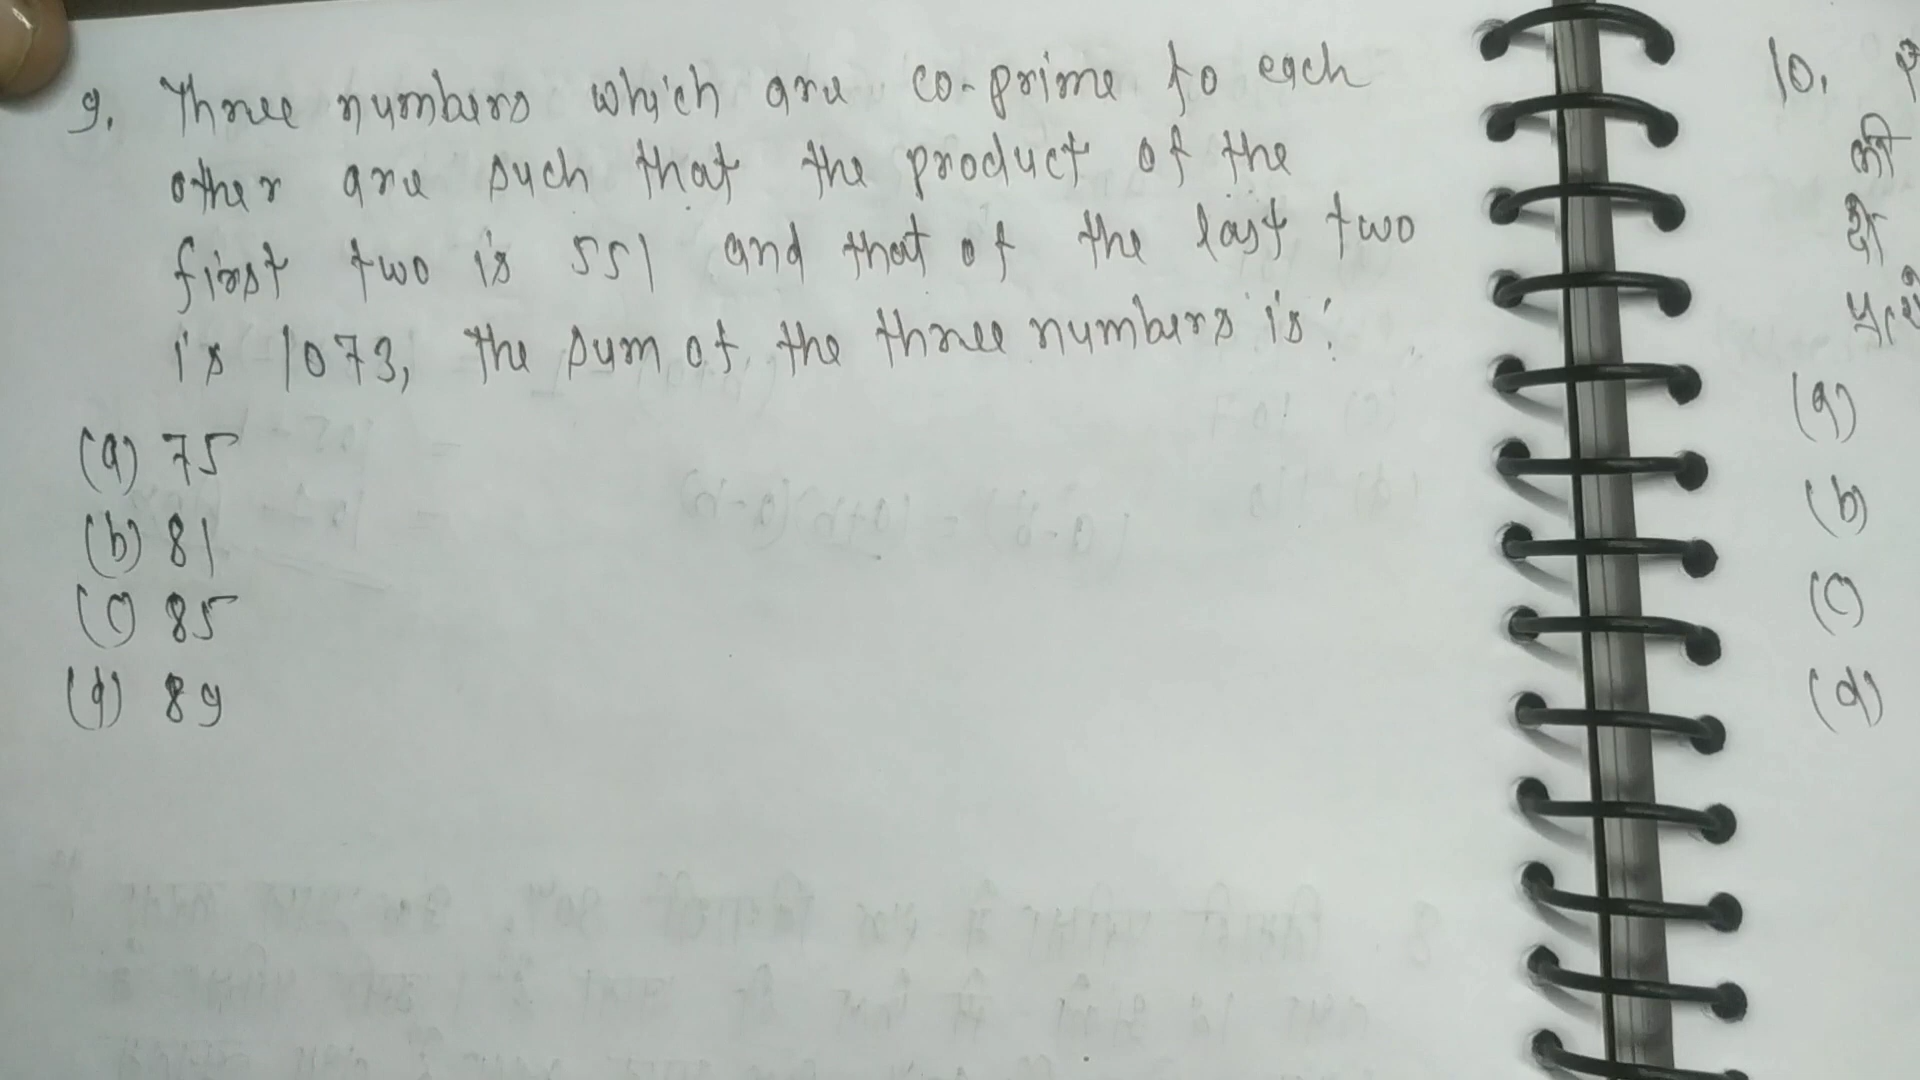 9. Three numbers which are co-prime to each
other are such that the product of the
first two is 551 and that of the last two
is 1073, the sum of the three numbers is:
(a) 75
(b) 81
(c) 85
(d) 89
10.
की
दो
(a)
(b)
(c)
(d)